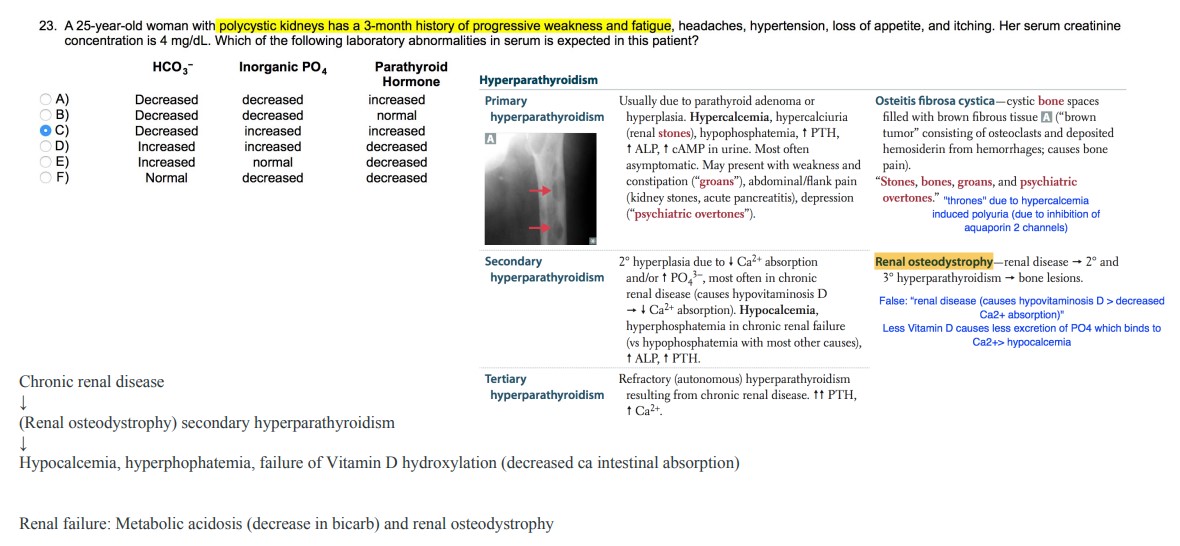 23. A 25-year-old woman with polycystic kidneys has a 3-month history of progressive weakness and fatigue, headaches, hypertension, loss of appetite, and itching. Her serum creatinine
concentration is 4 mg/dL. Which of the following laboratory abnormalities in serum is expected in this patient?
HCO₃⁻ Inorganic PO₄ Parathyroid
Hormone
A) Decreased decreased increased
B) Decreased decreased normal
C) Decreased increased increased
D) Increased increased decreased
E) Increased normal decreased
F) Normal decreased decreased
Hyperparathyroidism
Primary
hyperparathyroidism
A
Usually due to parathyroid adenoma or
hyperplasia. Hypercalcemia, hypercalciuria
(renal stones), hypophosphatemia, ↑ PTH,
↑ ALP, ↑ cAMP in urine. Most often
asymptomatic. May present with weakness and
constipation (“groans”), abdominal/flank pain
(kidney stones, acute pancreatitis), depression
(“psychiatric overtones”).
Osteitis fibrosa cystica—cystic bone spaces
filled with brown fibrous tissue A (“brown
tumor” consisting of osteoclasts and deposited
hemosiderin from hemorrhages; causes bone
pain).
“Stones, bones, groans, and psychiatric
overtones.” "thrones" due to hypercalcemia
induced polyuria (due to inhibition of
aquaporin 2 channels)
Secondary
hyperparathyroidism
2° hyperplasia due to ↓ Ca²⁺ absorption
and/or ↑ PO₄³⁻, most often in chronic
renal disease (causes hypovitaminosis D
→ ↓ Ca²⁺ absorption). Hypocalcemia,
hyperphosphatemia in chronic renal failure
(vs hypophosphatemia with most other causes),
↑ ALP, ↑ PTH.
Renal osteodystrophy—renal disease → 2° and
3° hyperparathyroidism → bone lesions.
False: "renal disease (causes hypovitaminosis D > decreased
Ca2+ absorption)"
Less Vitamin D causes less excretion of PO4 which binds to
Ca2+> hypocalcemia
Tertiary
hyperparathyroidism
Refractory (autonomous) hyperparathyroidism
resulting from chronic renal disease. ↑↑ PTH,
↑ Ca²⁺.
Chronic renal disease
↓
(Renal osteodystrophy) secondary hyperparathyroidism
↓
Hypocalcemia, hyperphophatemia, failure of Vitamin D hydroxylation (decreased ca intestinal absorption)
Renal failure: Metabolic acidosis (decrease in bicarb) and renal osteodystrophy